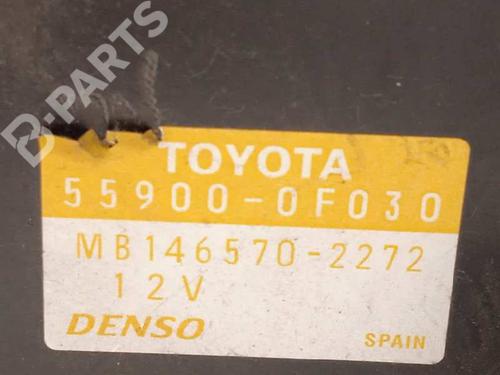 B-PARTS
TOYOTA
55900-0F030
MB146570-2272
12V
DENSO
SPAIN